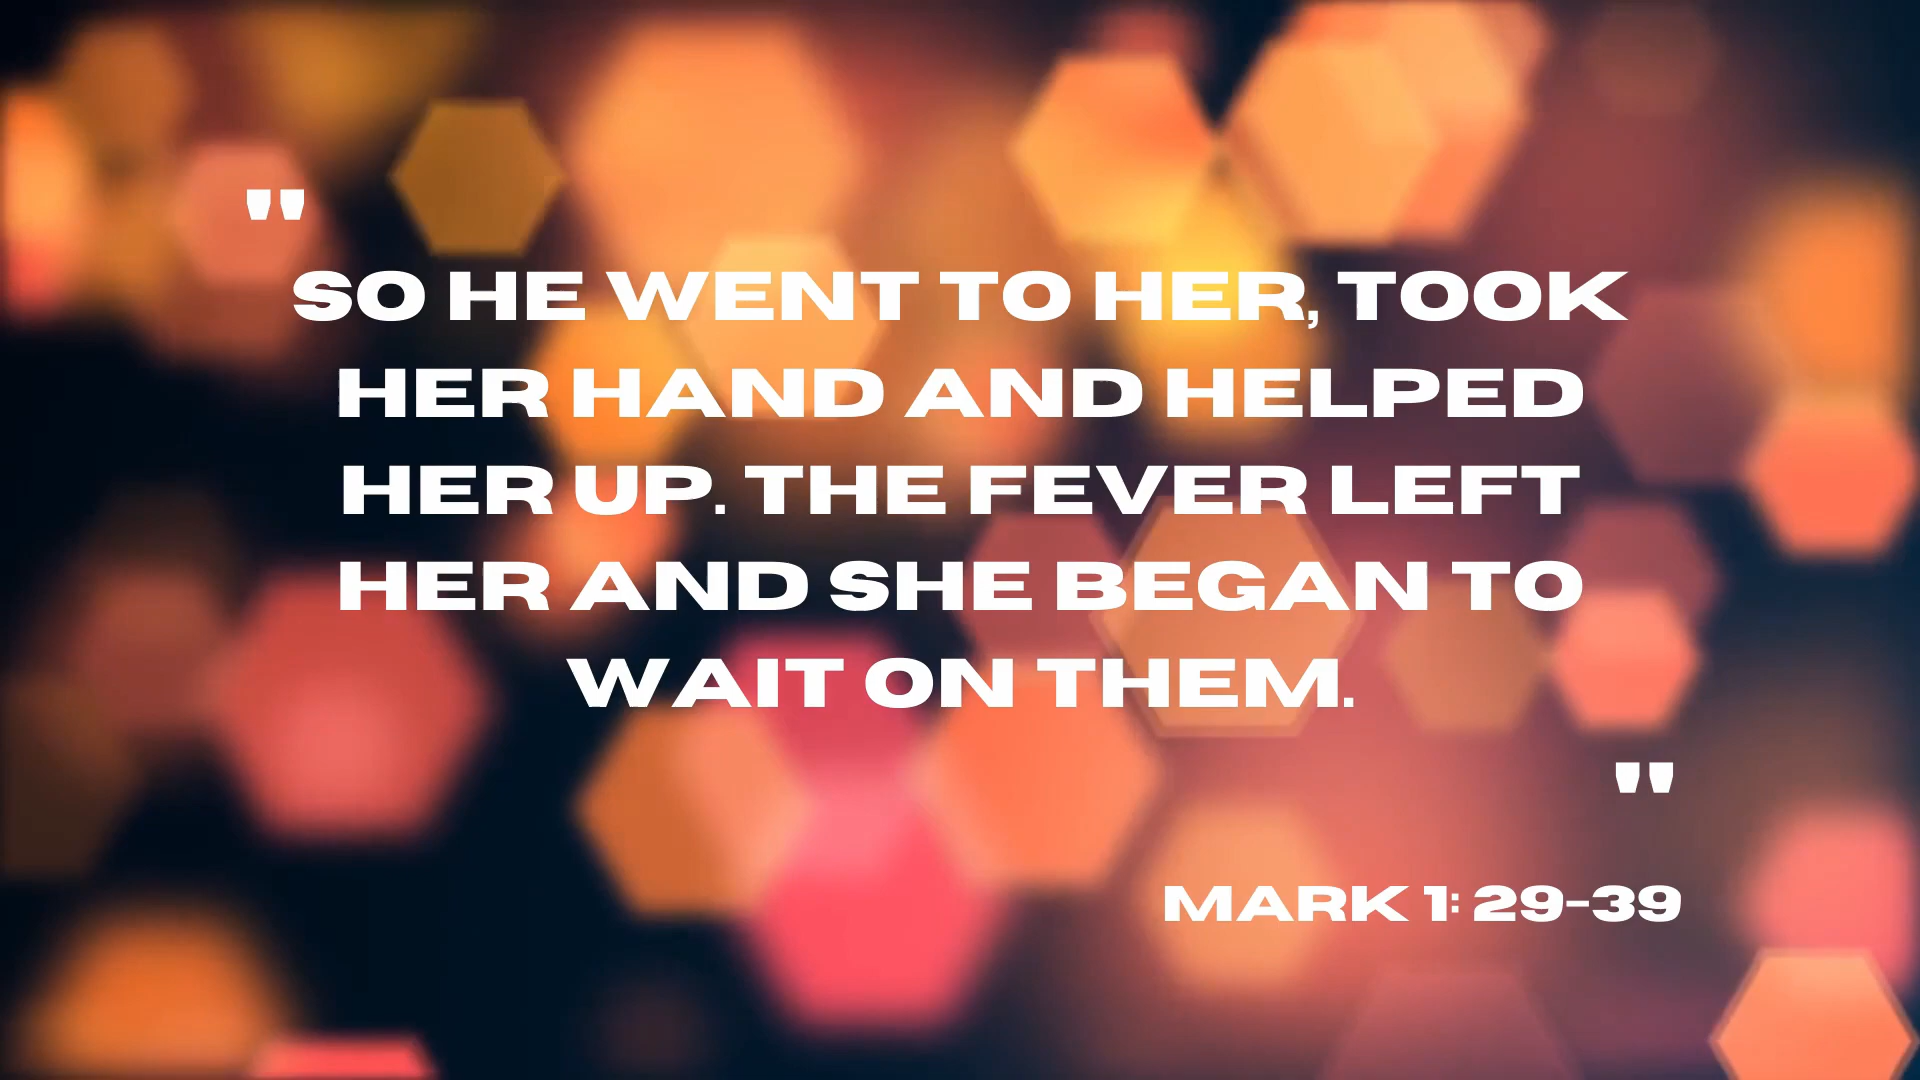 "
SO HE WENT TO HER, TOOK
HER HAND AND HELPED
HER UP. THE FEVER LEFT
HER AND SHE BEGAN TO
WAIT ON THEM.
"
MARK 1: 29-39